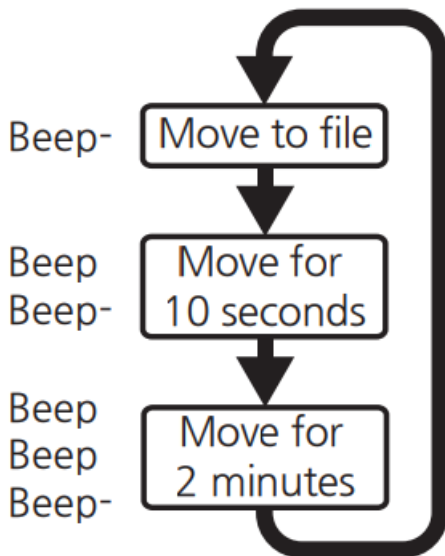 Beep-
Move to file
Beep
Beep-
Move for
10 seconds
Beep
Beep
Beep-
Move for
2 minutes